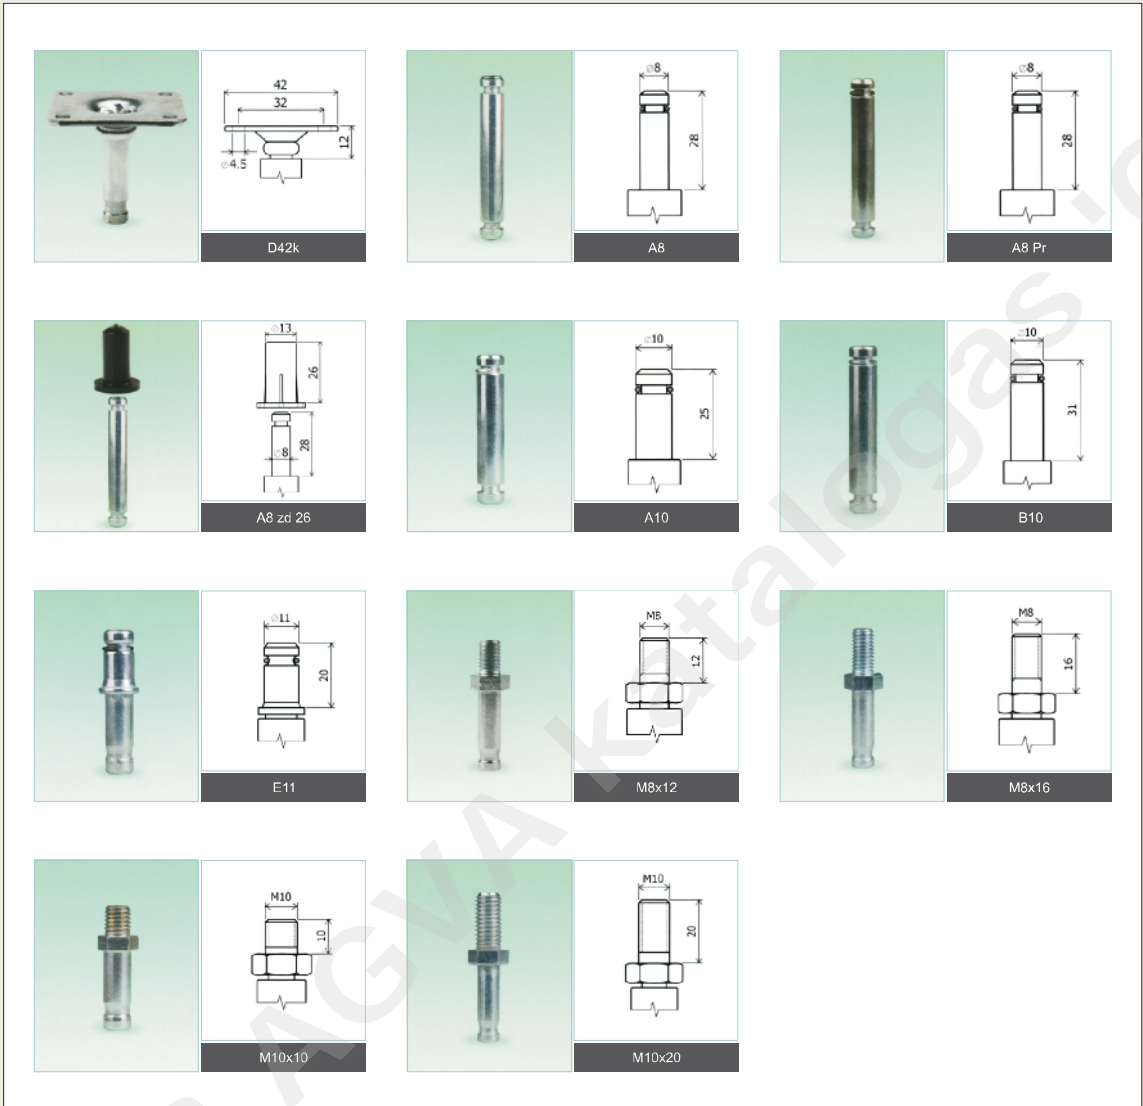 42
32
12
⌀4.5
D42k
⌀8
28
A8
⌀8
28
A8 Pr
⌀13
26
28
⌀8
A8 zd 26
⌀10
25
A10
⌀10
31
B10
⌀11
20
E11
M8
12
M8x12
M8
16
M8x16
M10
10
M10x10
M10
20
M10x20
AGVA katalogas